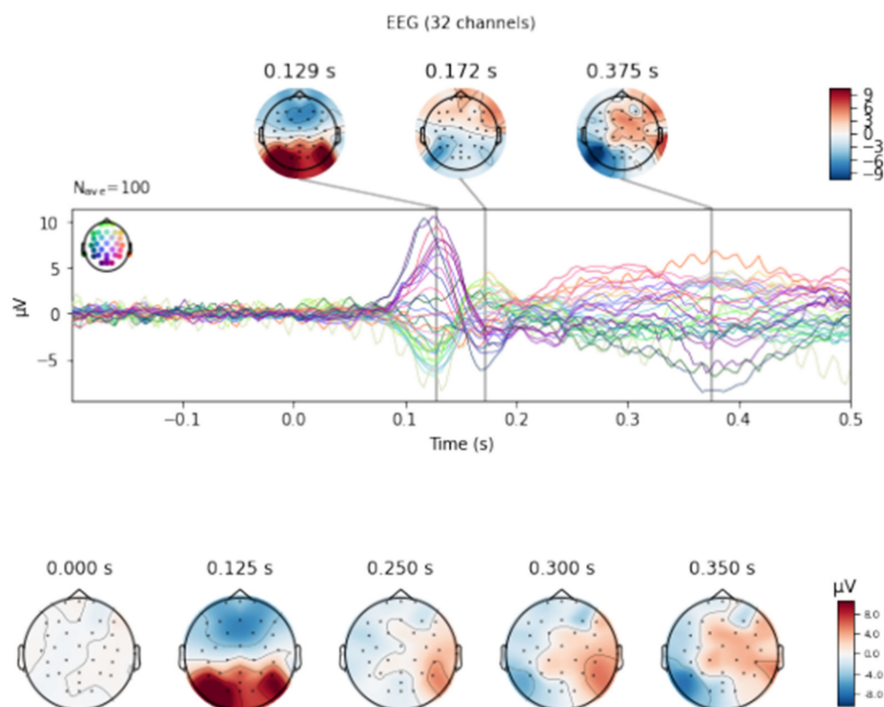 EEG (32 channels)
0.129 s 0.172 s 0.375 s
9
6
3
0
−3
−6
−9
Nave=100
10
5
0
−5
μV
−0.1 0.0 0.1 0.2 0.3 0.4 0.5
Time (s)
0.000 s 0.125 s 0.250 s 0.300 s 0.350 s
μV
8.0
4.0
0.0
-4.0
-8.0